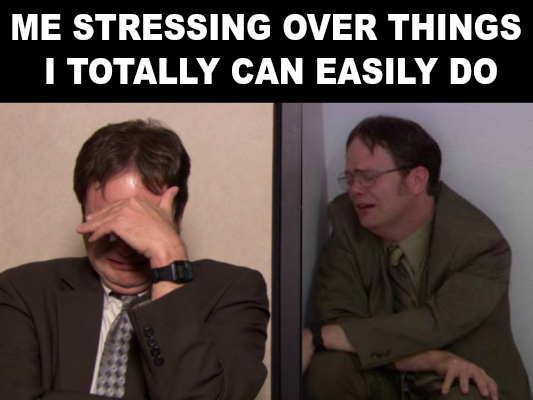 ME STRESSING OVER THINGS
I TOTALLY CAN EASILY DO